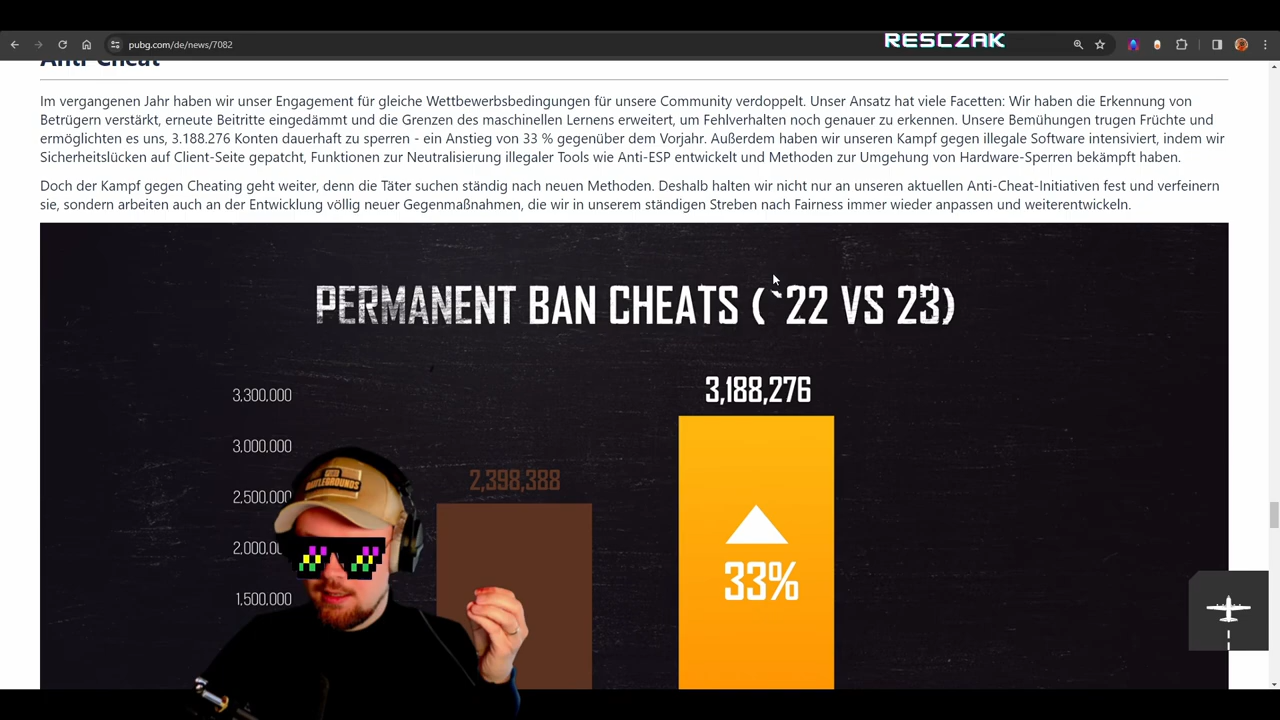 pubg.com/de/news/7082
RESCZAK
Anti-Cheat
Im vergangenen Jahr haben wir unser Engagement für gleiche Wettbewerbsbedingungen für unsere Community verdoppelt. Unser Ansatz hat viele Facetten: Wir haben die Erkennung von
Betrügern verstärkt, erneute Beitritte eingedämmt und die Grenzen des maschinellen Lernens erweitert, um Fehlverhalten noch genauer zu erkennen. Unsere Bemühungen trugen Früchte und
ermöglichten es uns, 3.188.276 Konten dauerhaft zu sperren - ein Anstieg von 33 % gegenüber dem Vorjahr. Außerdem haben wir unseren Kampf gegen illegale Software intensiviert, indem wir
Sicherheitslücken auf Client-Seite gepatcht, Funktionen zur Neutralisierung illegaler Tools wie Anti-ESP entwickelt und Methoden zur Umgehung von Hardware-Sperren bekämpft haben.
Doch der Kampf gegen Cheating geht weiter, denn die Täter suchen ständig nach neuen Methoden. Deshalb halten wir nicht nur an unseren aktuellen Anti-Cheat-Initiativen fest und verfeinern
sie, sondern arbeiten auch an der Entwicklung völlig neuer Gegenmaßnahmen, die wir in unserem ständigen Streben nach Fairness immer wieder anpassen und weiterentwickeln.
PERMANENT BAN CHEATS (`22 VS 23)
3,188,276
3,300,000
3,000,000
2,398,388
2,500,000
BATTLEGROUNDS
33%
1,500,000